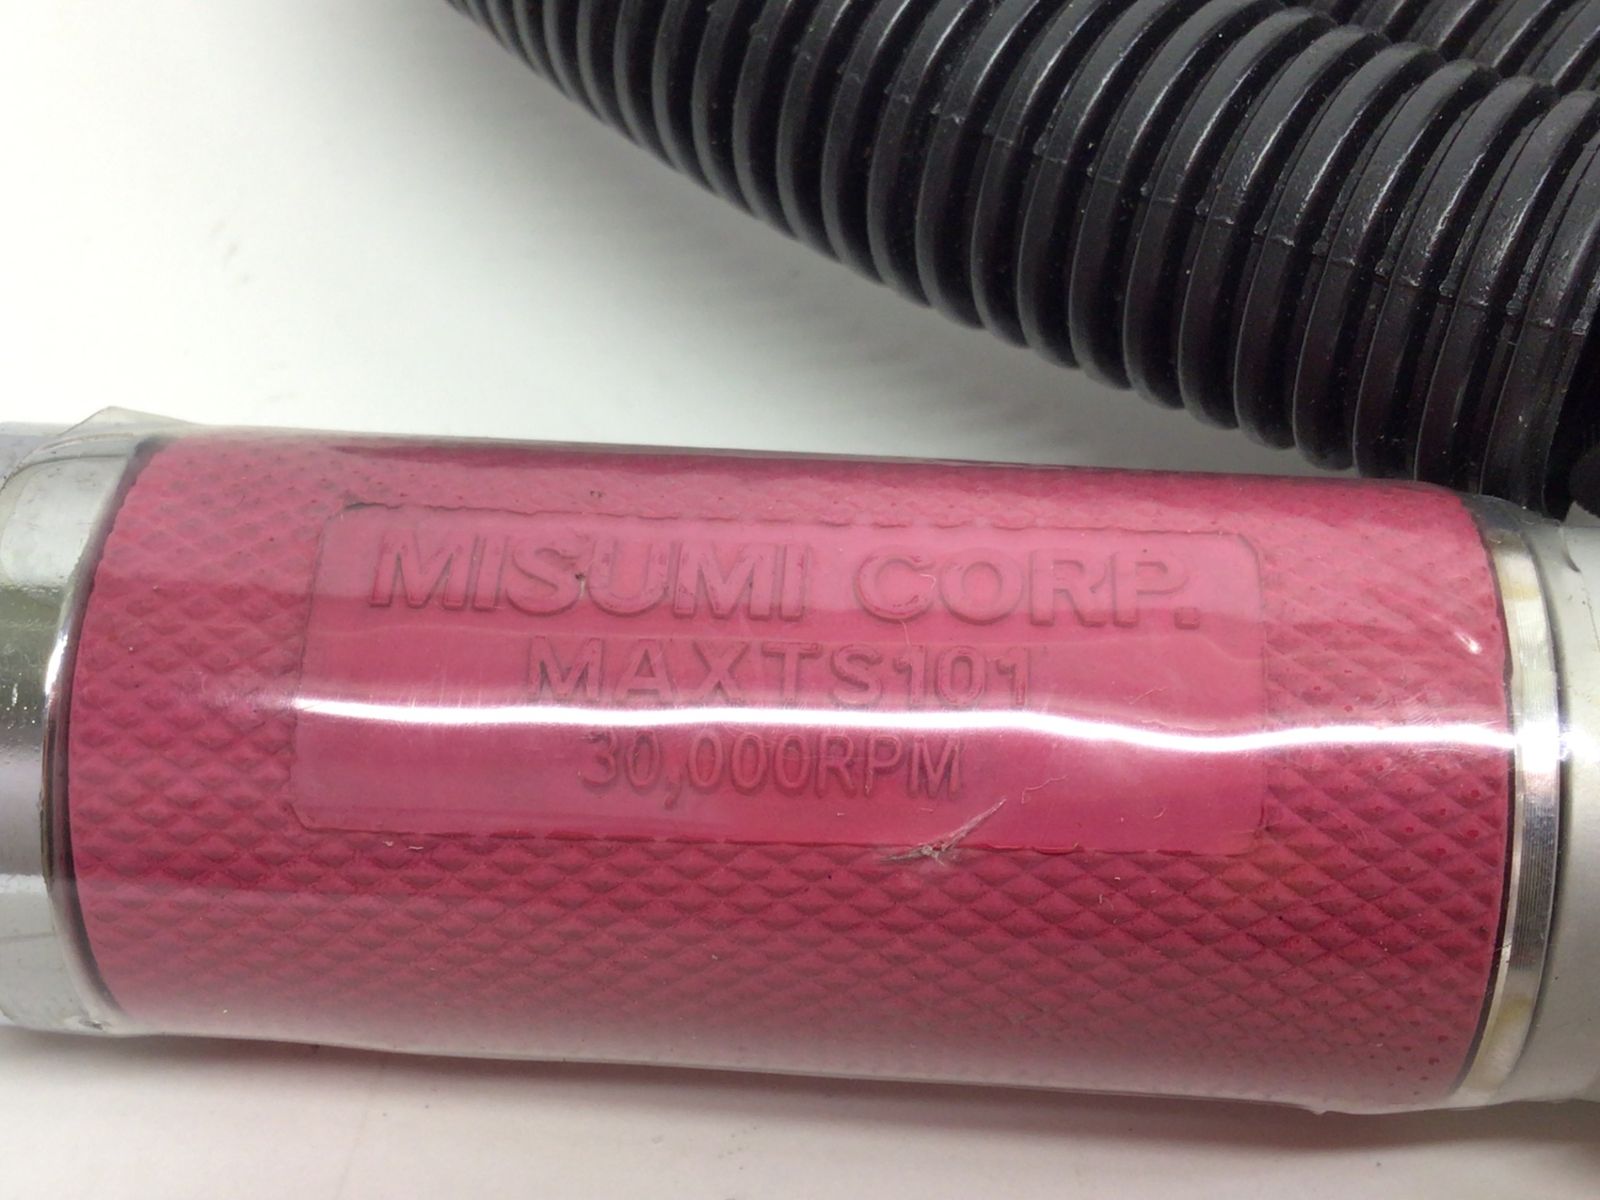 MISUMI CORP.
MAXTS101
30,000RPM